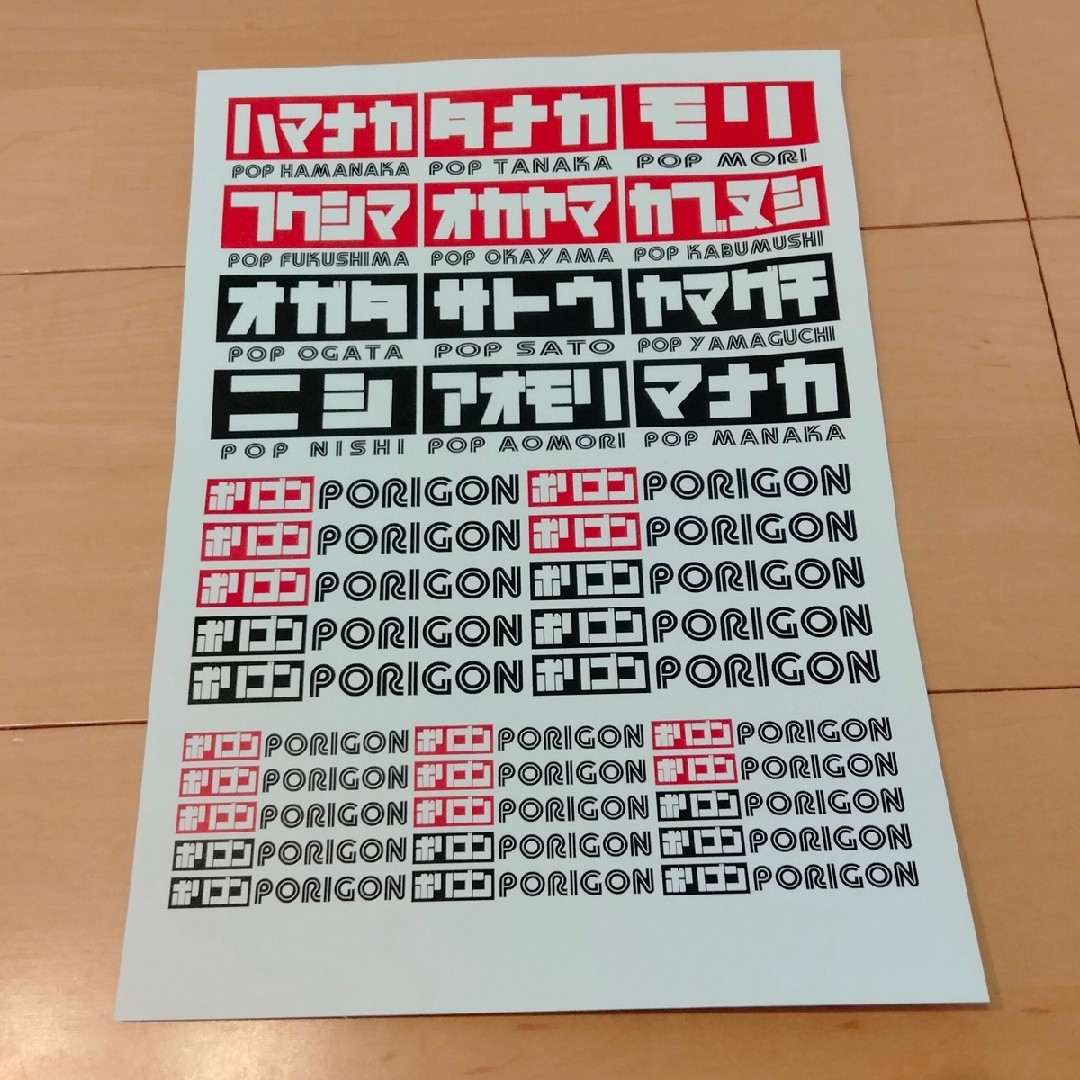 ハマナカ タナカ モリ
POP HAMANAKA POP TANAKA POP MORI
フクシマ オカヤマ カブヌシ
POP FUKUSHIMA POP OKAYAMA POP KABUMUSHI
オガタ サトウ ヤマグチ
POP OGATA POP SATO POP YAMAGUCHI
ニシ アオモリ マナカ
POP NISHI POP AOMORI POP MANAKA
ポリゴン PORIGON ポリゴン PORIGON
ポリゴン PORIGON ポリゴン PORIGON
ポリゴン PORIGON ポリゴン PORIGON
ポリゴン PORIGON ポリゴン PORIGON
ポリゴン PORIGON ポリゴン PORIGON
ポリゴン PORIGON ポリゴン PORIGON ポリゴン PORIGON
ポリゴン PORIGON ポリゴン PORIGON ポリゴン PORIGON
ポリゴン PORIGON ポリゴン PORIGON ポリゴン PORIGON
ポリゴン PORIGON ポリゴン PORIGON ポリゴン PORIGON
ポリゴン PORIGON ポリゴン PORIGON ポリゴン PORIGON